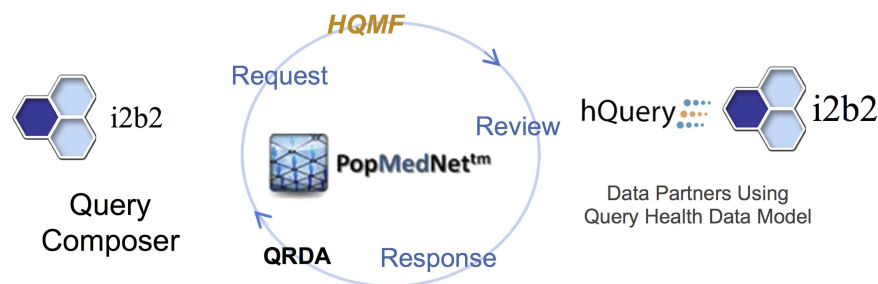 HQMF
Request
i2b2
Review
hQuery
i2b2
PopMedNet™
Query
Composer
Data Partners Using
Query Health Data Model
QRDA
Response